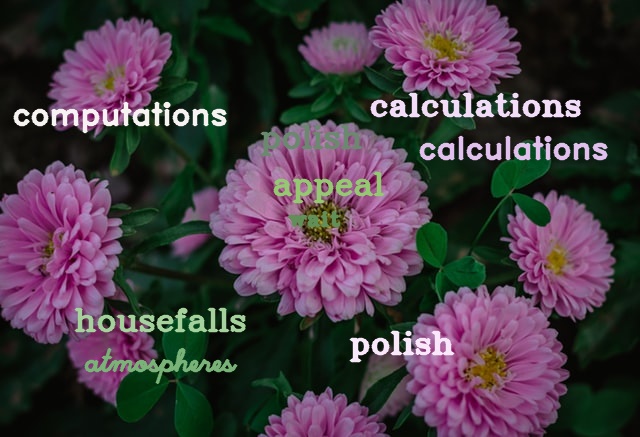 computations
calculations
calculations
polish
appeal
wait
housefalls
polish
atmospheres